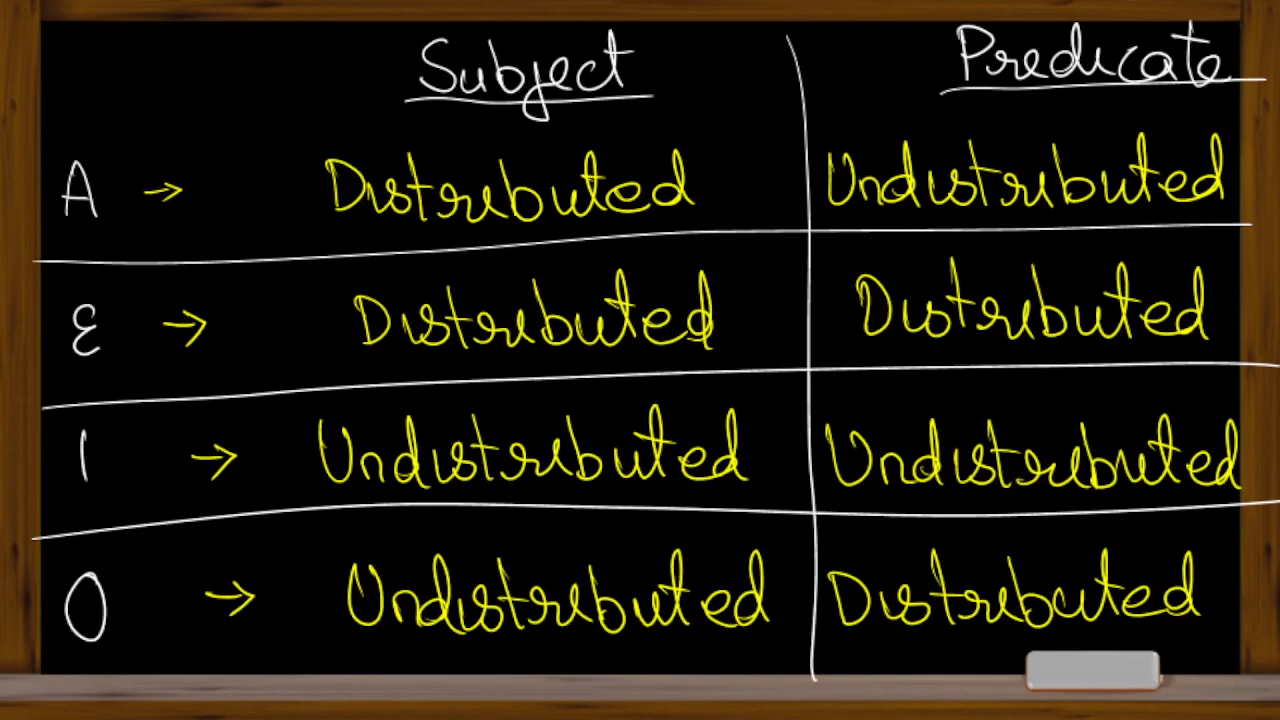 Subject Predicate
A → Distributed Undistributed
E → Distributed Distributed
I → Undistributed Undistributed
O → Undistributed Distributed